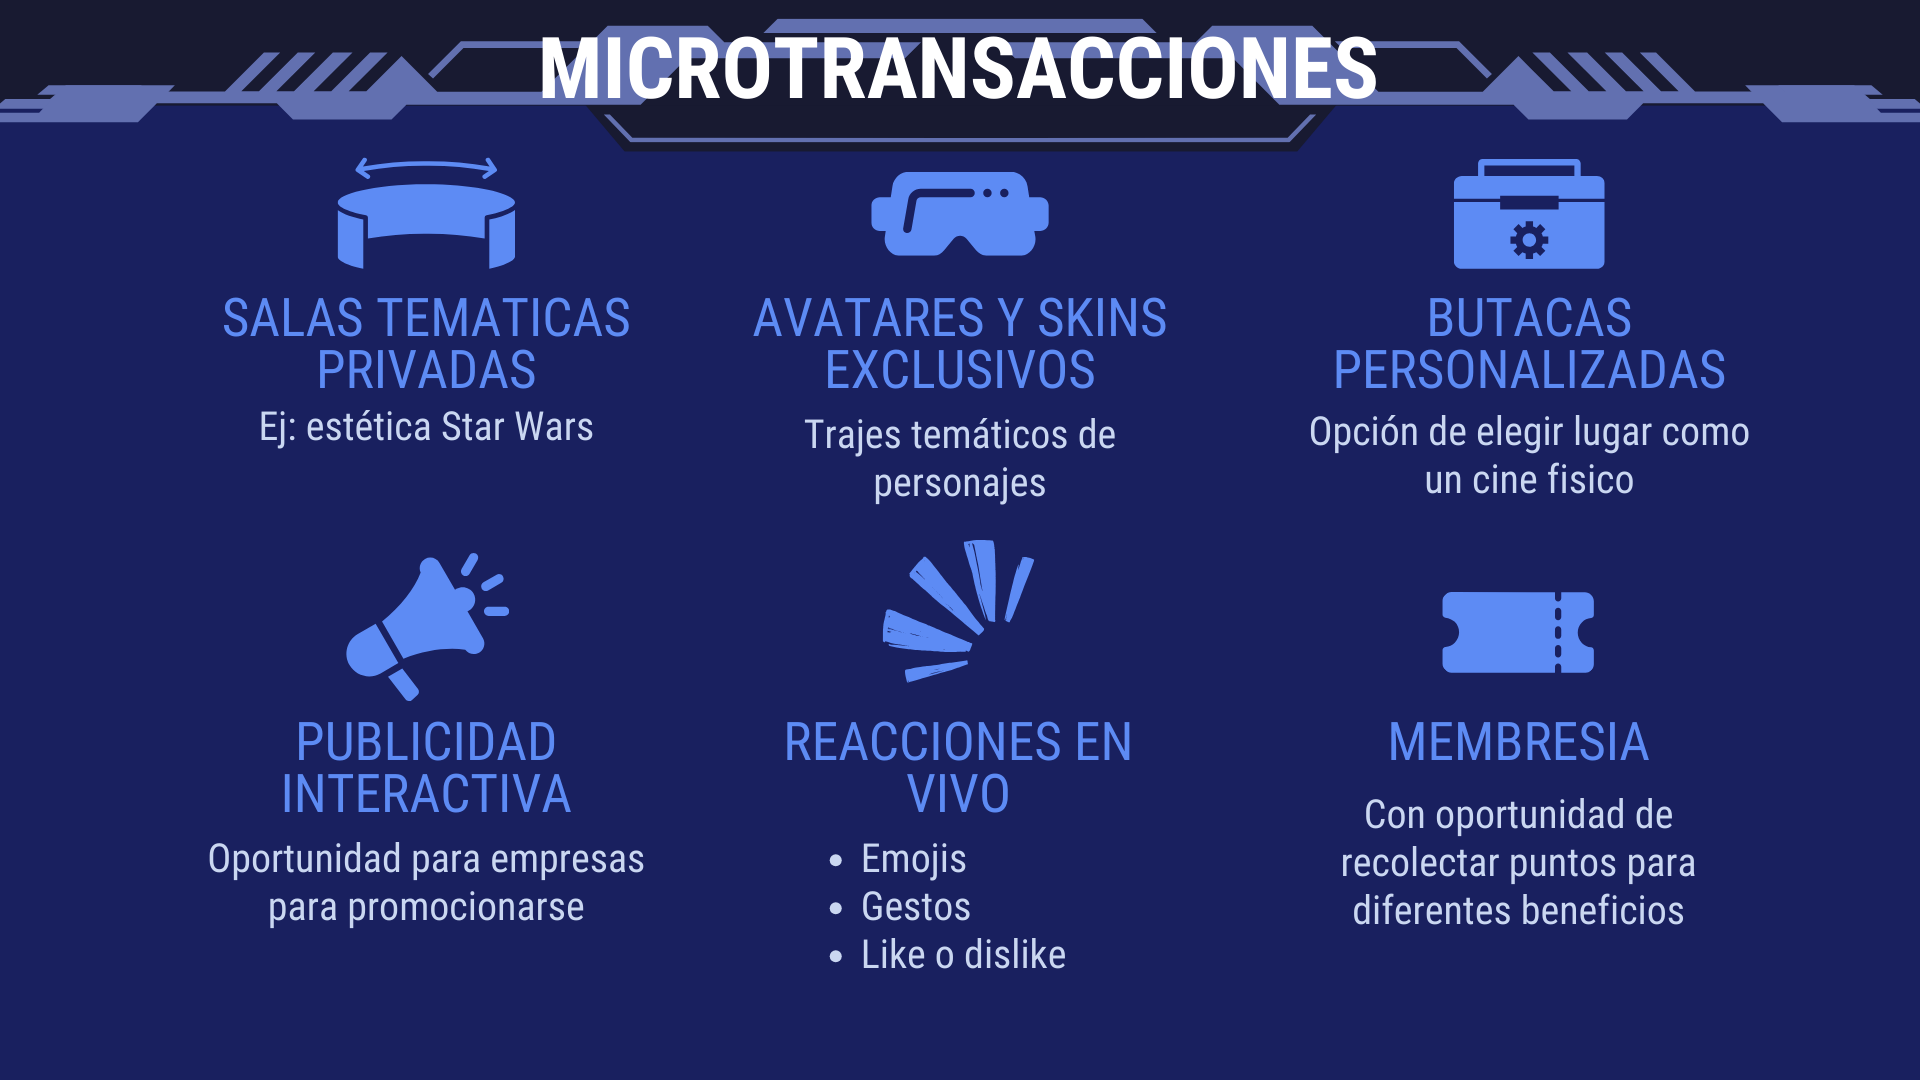 MICROTRANSACCIONES
SALAS TEMATICAS
PRIVADAS
Ej: estética Star Wars
AVATARES Y SKINS
EXCLUSIVOS
Trajes temáticos de
personajes
BUTACAS
PERSONALIZADAS
Opción de elegir lugar como
un cine fisico
PUBLICIDAD
INTERACTIVA
Oportunidad para empresas
para promocionarse
REACCIONES EN
VIVO
• Emojis
• Gestos
• Like o dislike
MEMBRESIA
Con oportunidad de
recolectar puntos para
diferentes beneficios